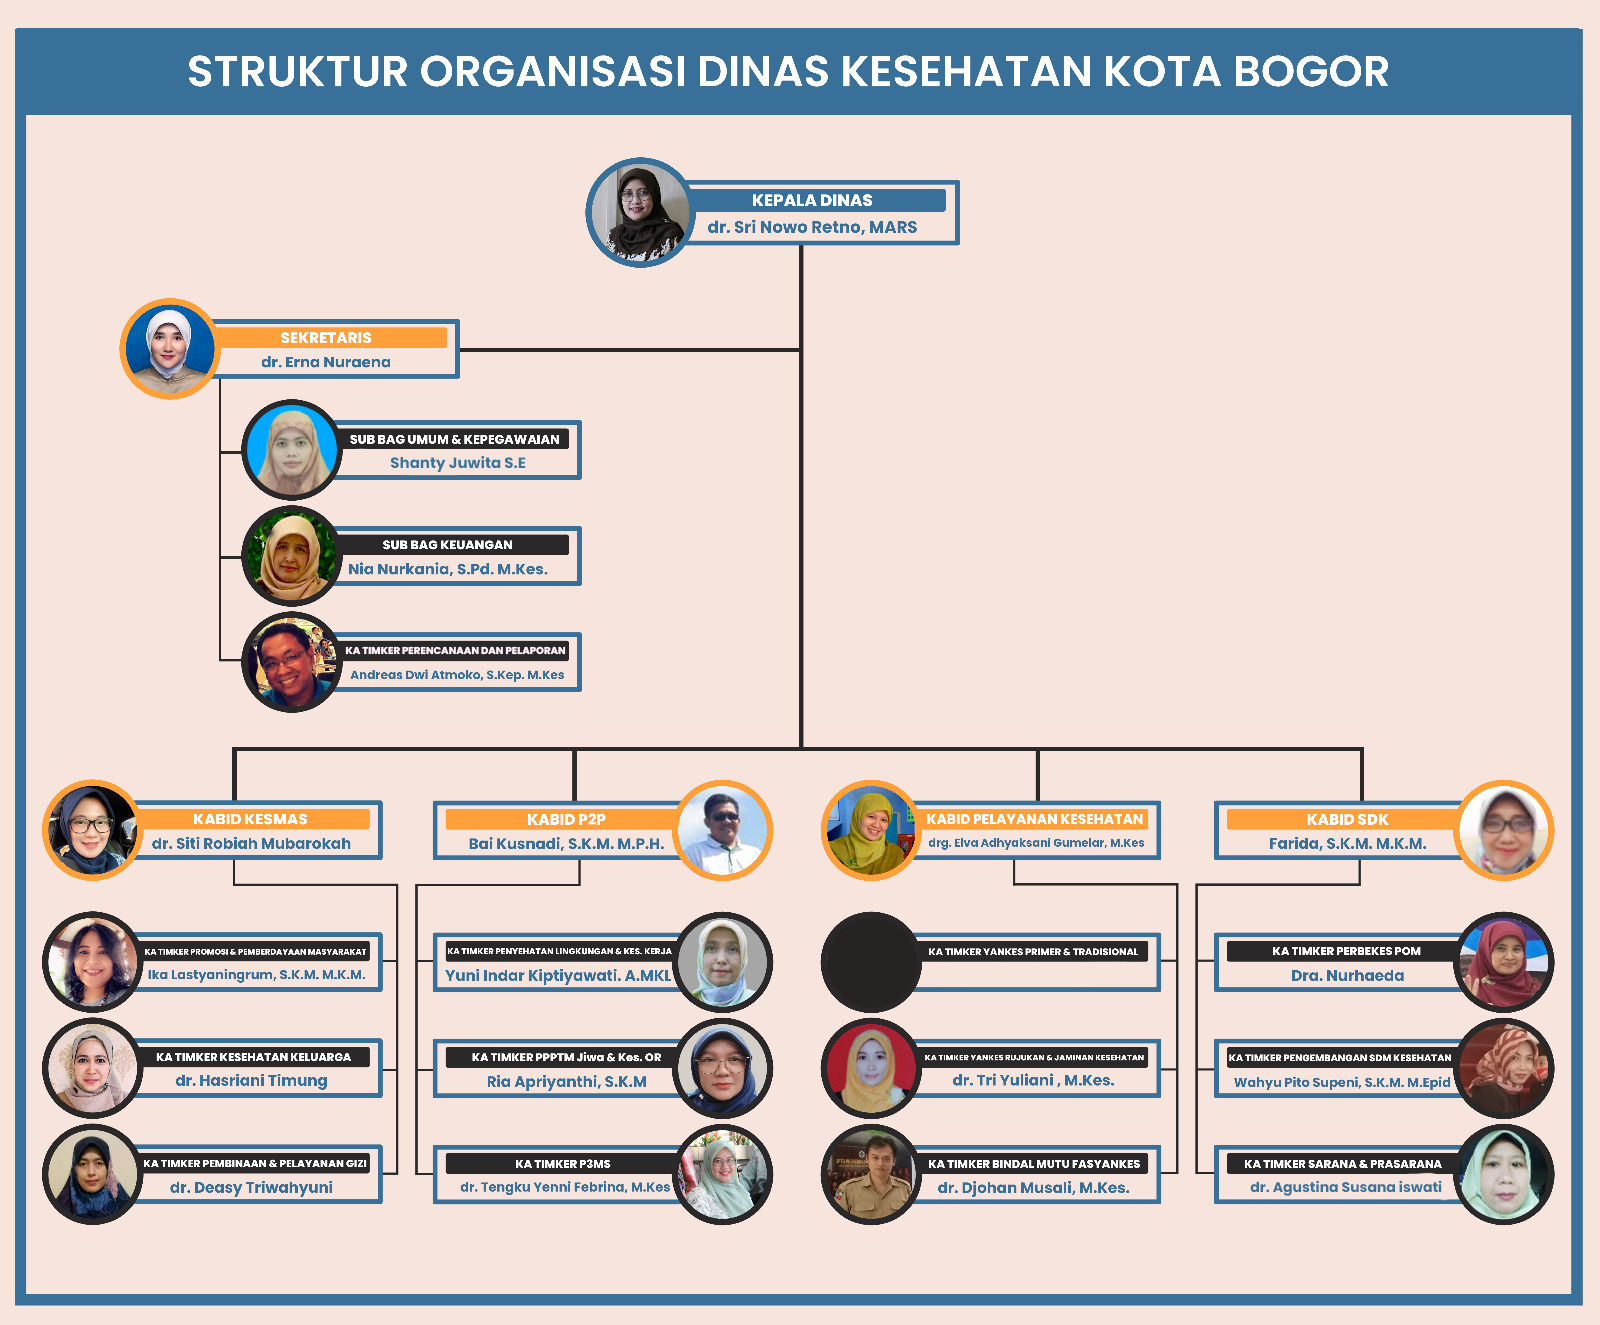 STRUKTUR ORGANISASI DINAS KESEHATAN KOTA BOGOR
KEPALA DINAS
dr. Sri Nowo Retno, MARS
SEKRETARIS
dr. Erna Nuraena
SUB BAG UMUM & KEPEGAWAIAN
Shanty Juwita S.E
SUB BAG KEUANGAN
Nia Nurkania, S.Pd. M.Kes.
KA TIMKER PERENCANAAN DAN PELAPORAN
Andreas Dwi Atmoko, S.Kep. M.Kes
KABID KESMAS
dr. Siti Robiah Mubarokah
KA TIMKER PROMOSI & PEMBERDAYAAN MASYARAKAT
Ika Lastyaningrum, S.K.M. M.K.M.
KA TIMKER KESEHATAN KELUARGA
dr. Hasriani Timung
KA TIMKER PEMBINAAN & PELAYANAN GIZI
dr. Deasy Triwahyuni
KABID P2P
Bai Kusnadi, S.K.M. M.P.H.
KA TIMKER PENYEHATAN LINGKUNGAN & KES. KERJA
Yuni Indar Kiptiyawati. A.MKL
KA TIMKER PPPTM Jiwa & Kes. OR
Ria Apriyanthi, S.K.M
KA TIMKER P3MS
dr. Tengku Yenni Febrina, M.Kes
KABID PELAYANAN KESEHATAN
drg. Elva Adhyaksani Gumelar, M.Kes
KA TIMKER YANKES PRIMER & TRADISIONAL
KA TIMKER YANKES RUJUKAN & JAMINAN KESEHATAN
dr. Tri Yuliani , M.Kes.
KA TIMKER BINDAL MUTU FASYANKES
dr. Djohan Musali, M.Kes.
KABID SDK
Farida, S.K.M. M.K.M.
KA TIMKER PERBEKES POM
Dra. Nurhaeda
KA TIMKER PENGEMBANGAN SDM KESEHATAN
Wahyu Pito Supeni, S.K.M. M.Epid
KA TIMKER SARANA & PRASARANA
dr. Agustina Susana iswati